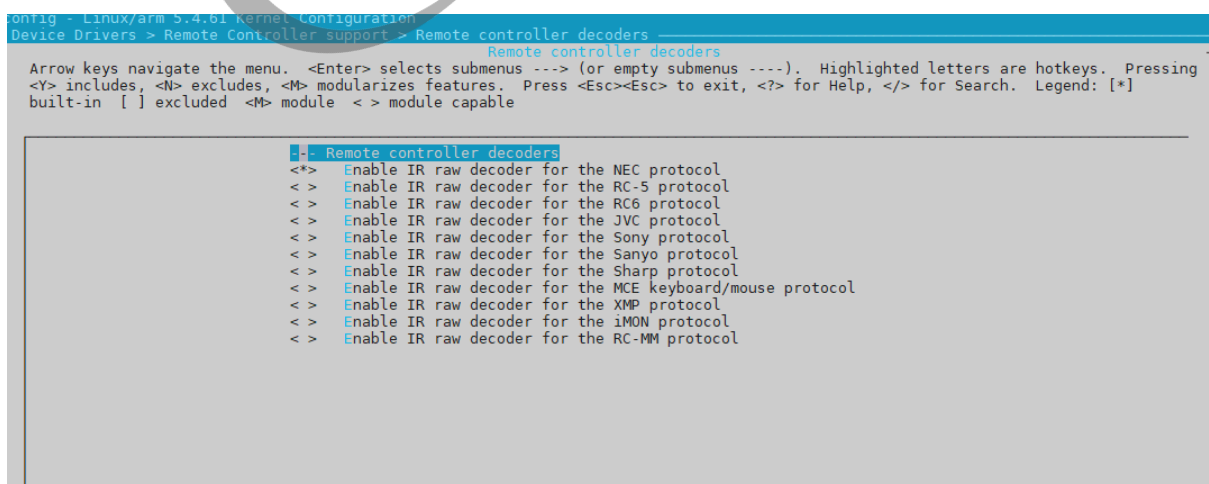 config - Linux/arm 5.4.61 Kernel Configuration
Device Drivers > Remote Controller support > Remote controller decoders
Remote controller decoders
Arrow keys navigate the menu. <Enter> selects submenus ---> (or empty submenus ----). Highlighted letters are hotkeys. Pressing
<Y> includes, <N> excludes, <M> modularizes features. Press <Esc><Esc> to exit, <?> for Help, </> for Search. Legend: [*]
built-in [ ] excluded <M> module < > module capable
--- Remote controller decoders
<*> Enable IR raw decoder for the NEC protocol
< > Enable IR raw decoder for the RC-5 protocol
< > Enable IR raw decoder for the RC6 protocol
< > Enable IR raw decoder for the JVC protocol
< > Enable IR raw decoder for the Sony protocol
< > Enable IR raw decoder for the Sanyo protocol
< > Enable IR raw decoder for the Sharp protocol
< > Enable IR raw decoder for the MCE keyboard/mouse protocol
< > Enable IR raw decoder for the XMP protocol
< > Enable IR raw decoder for the iMON protocol
< > Enable IR raw decoder for the RC-MM protocol